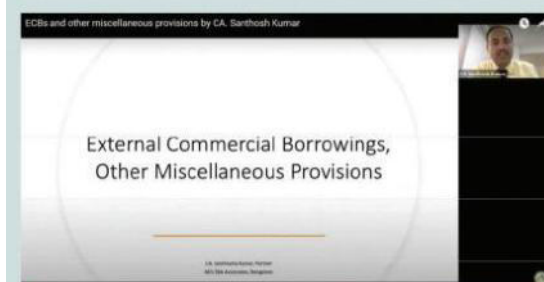 ECBs and other miscellaneous provisions by CA. Santhosh Kumar
External Commercial Borrowings,
Other Miscellaneous Provisions